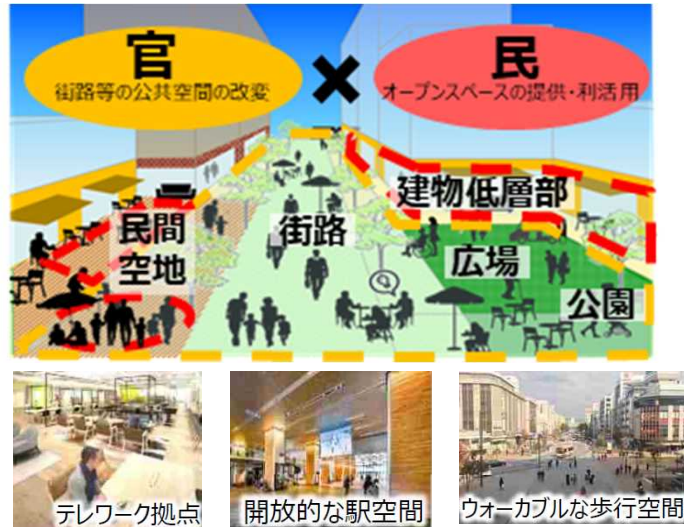 官
街路等の公共空間の改変
×
民
オープンスペースの提供・利活用
建物低層部
民間
空地
街路
広場
公園
テレワーク拠点
開放的な駅空間
ウォーカブルな歩行空間